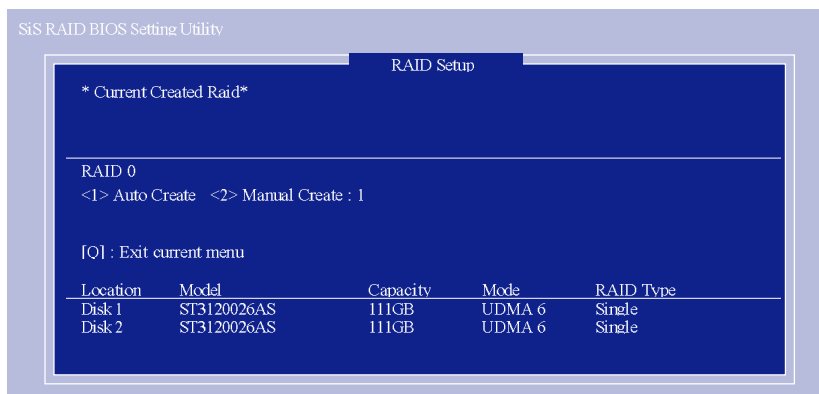 SiS RAID BIOS Setting Utility
RAID Setup
* Current Created Raid*
RAID 0
<1> Auto Create <2> Manual Create : 1
[Q] : Exit current menu
Location Model Capacity Mode RAID Type
Disk 1 ST3120026AS 111GB UDMA 6 Single
Disk 2 ST3120026AS 111GB UDMA 6 Single